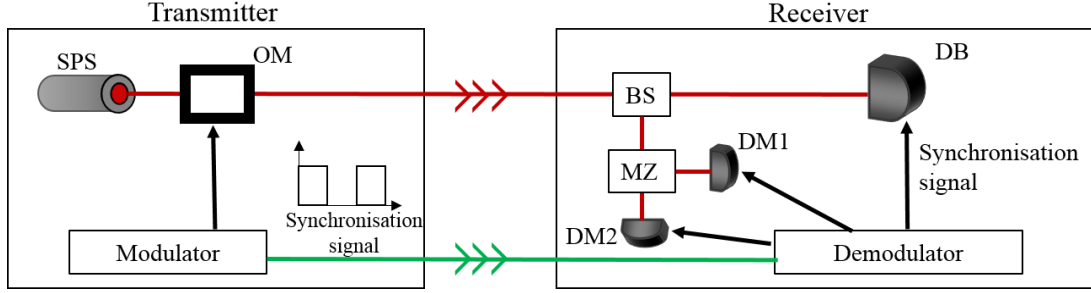 Transmitter
Receiver
SPS
OM
DB
BS
DM1
MZ
Synchronisation
signal
Synchronisation
signal
DM2
Modulator
Demodulator